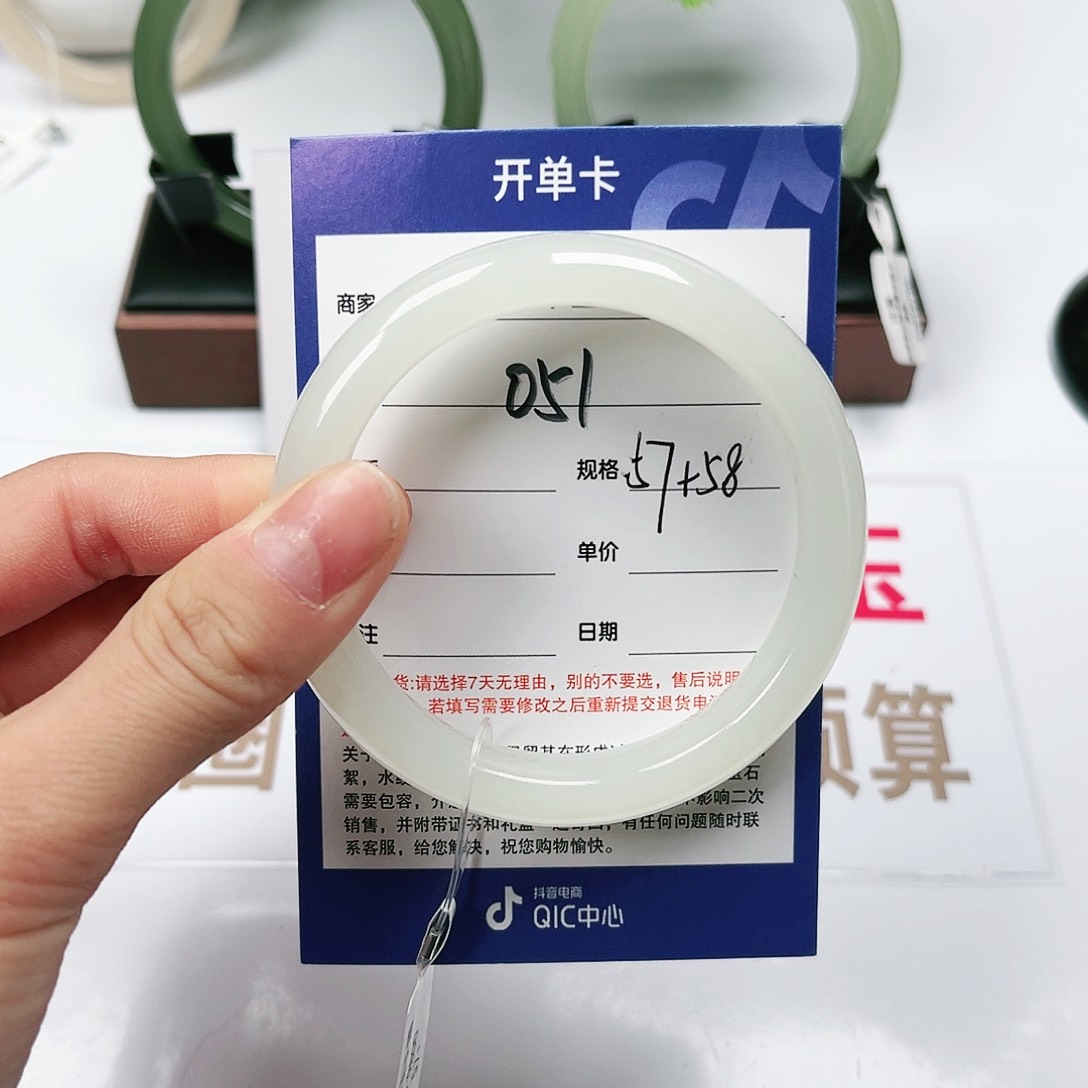 开单卡
商家
051
规格 57+58
单价
注
日期
货:请选择7天无理由，别的不要选，售后说明
若填写需要修改之后重新提交退货申
关于
絮，水 玉石
需要包容， 影响二次
销售，并附带证书和礼盒 有任何问题随时联
系客服，给您解决，祝您购物愉快。
抖音电商
QIC中心
圈
预算